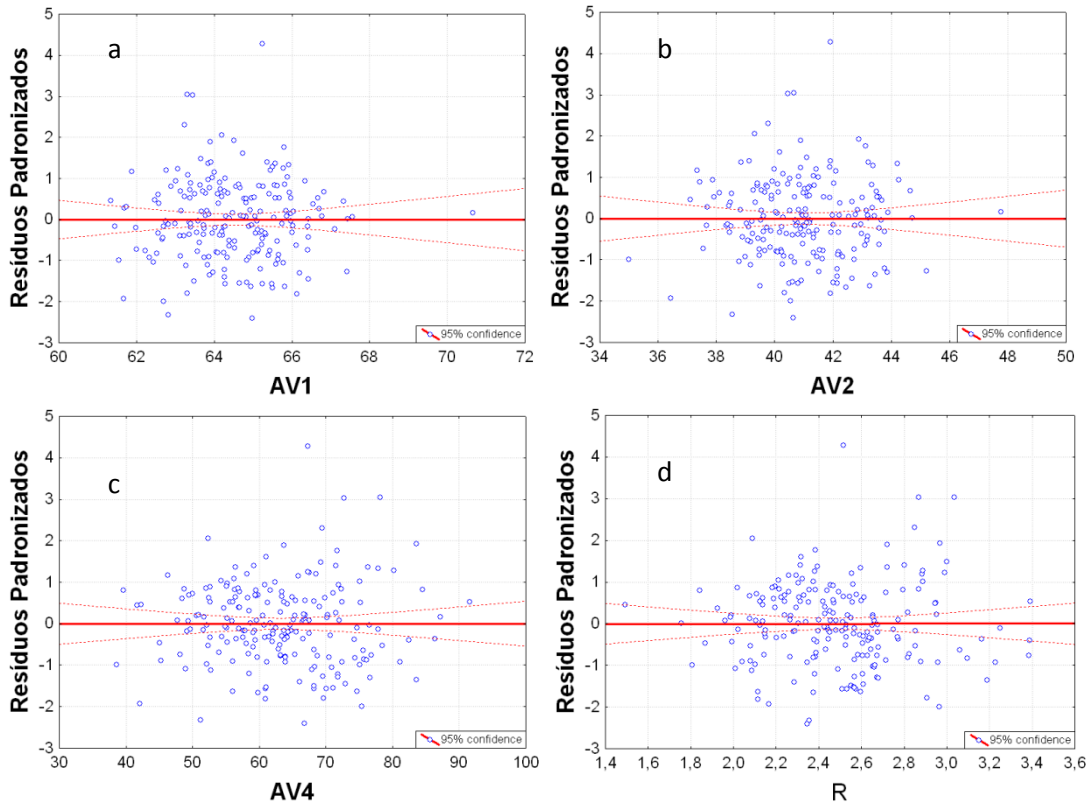 a
Resíduos Padronizados
5
4
3
2
1
0
-1
-2
-3
60 62 64 66 68 70 72
95% confidence
AV1
b
Resíduos Padronizados
5
4
3
2
1
0
-1
-2
-3
34 36 38 40 42 44 46 48 50
95% confidence
AV2
c
Resíduos Padronizados
5
4
3
2
1
0
-1
-2
-3
30 40 50 60 70 80 90 100
95% confidence
AV4
d
Resíduos Padronizados
5
4
3
2
1
0
-1
-2
-3
1,4 1,6 1,8 2,0 2,2 2,4 2,6 2,8 3,0 3,2 3,4 3,6
95% confidence
R